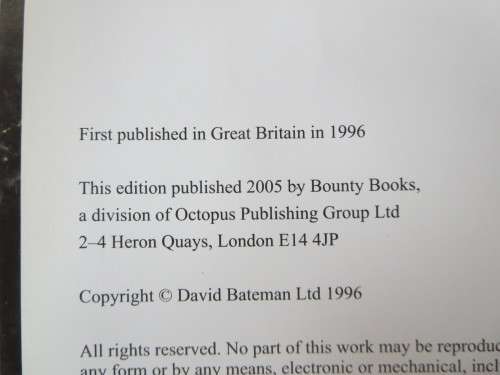 First published in Great Britain in 1996
This edition published 2005 by Bounty Books,
a division of Octopus Publishing Group Ltd
2–4 Heron Quays, London E14 4JP
Copyright © David Bateman Ltd 1996
All rights reserved. No part of this work may be reproduc
any form or by any means, electronic or mechanical, incl